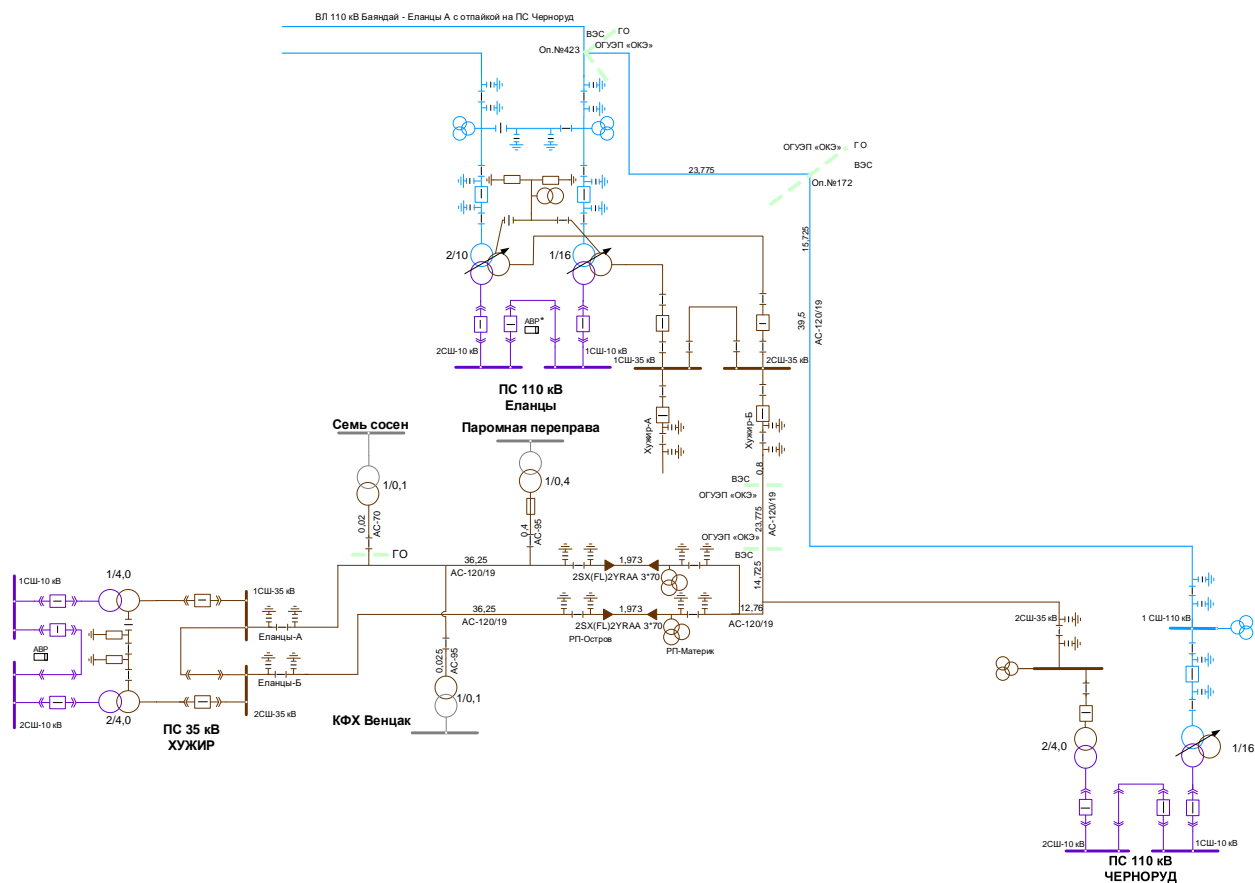 ВЛ 110 кВ Баяндай - Еланцы А с отпайкой на ПС Черноруд
ВЭС
ГО
Оп.№423
ОГУЭП «ОКЭ»
ОГУЭП «ОКЭ»
ГО
ВЭС
23,775
Оп.№172
15,725
39,5
АС-120/19
2/10
1/16
АВР*
2СШ-10 кВ
1СШ-10 кВ
1СШ-35 кВ
2СШ-35 кВ
ПС 110 кВ
Еланцы
Хужир-А
Хужир-Б
Семь сосен
Паромная переправа
1/0,1
1/0,4
0,8
ВЭС
ОГУЭП «ОКЭ»
0,02
АС-70
0,4
АС-95
23,775
АС-120/19
ОГУЭП «ОКЭ»
ВЭС
ГО
36,25
АС-120/19
1,973
2SX(FL)2YRAA 3*70
14,725
1СШ-10 кВ
1/4,0
1СШ-35 кВ
36,25
АС-120/19
1,973
2SX(FL)2YRAA 3*70
12,76
АС-120/19
Еланцы-А
РП-Остров
РП-Материк
АВР
0,025
АС-95
Еланцы-Б
2СШ-10 кВ
2/4,0
2СШ-35 кВ
1/0,1
ПС 35 кВ
ХУЖИР
КФХ Венцак
2СШ-35 кВ
1 СШ-110 кВ
2/4,0
1/16
2СШ-10 кВ
1СШ-10 кВ
ПС 110 кВ
ЧЕРНОРУД